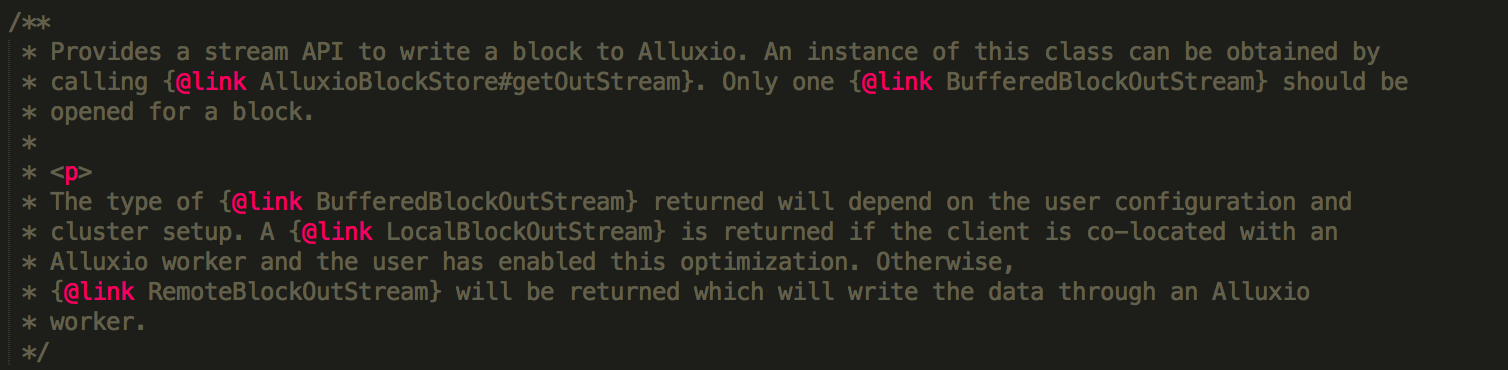 /**
 * Provides a stream API to write a block to Alluxio. An instance of this class can be obtained by
 * calling {@link AlluxioBlockStore#getOutStream}. Only one {@link BufferedBlockOutStream} should be
 * opened for a block.
 *
 * <p>
 * The type of {@link BufferedBlockOutStream} returned will depend on the user configuration and
 * cluster setup. A {@link LocalBlockOutStream} is returned if the client is co-located with an
 * Alluxio worker and the user has enabled this optimization. Otherwise,
 * {@link RemoteBlockOutStream} will be returned which will write the data through an Alluxio
 * worker.
 */